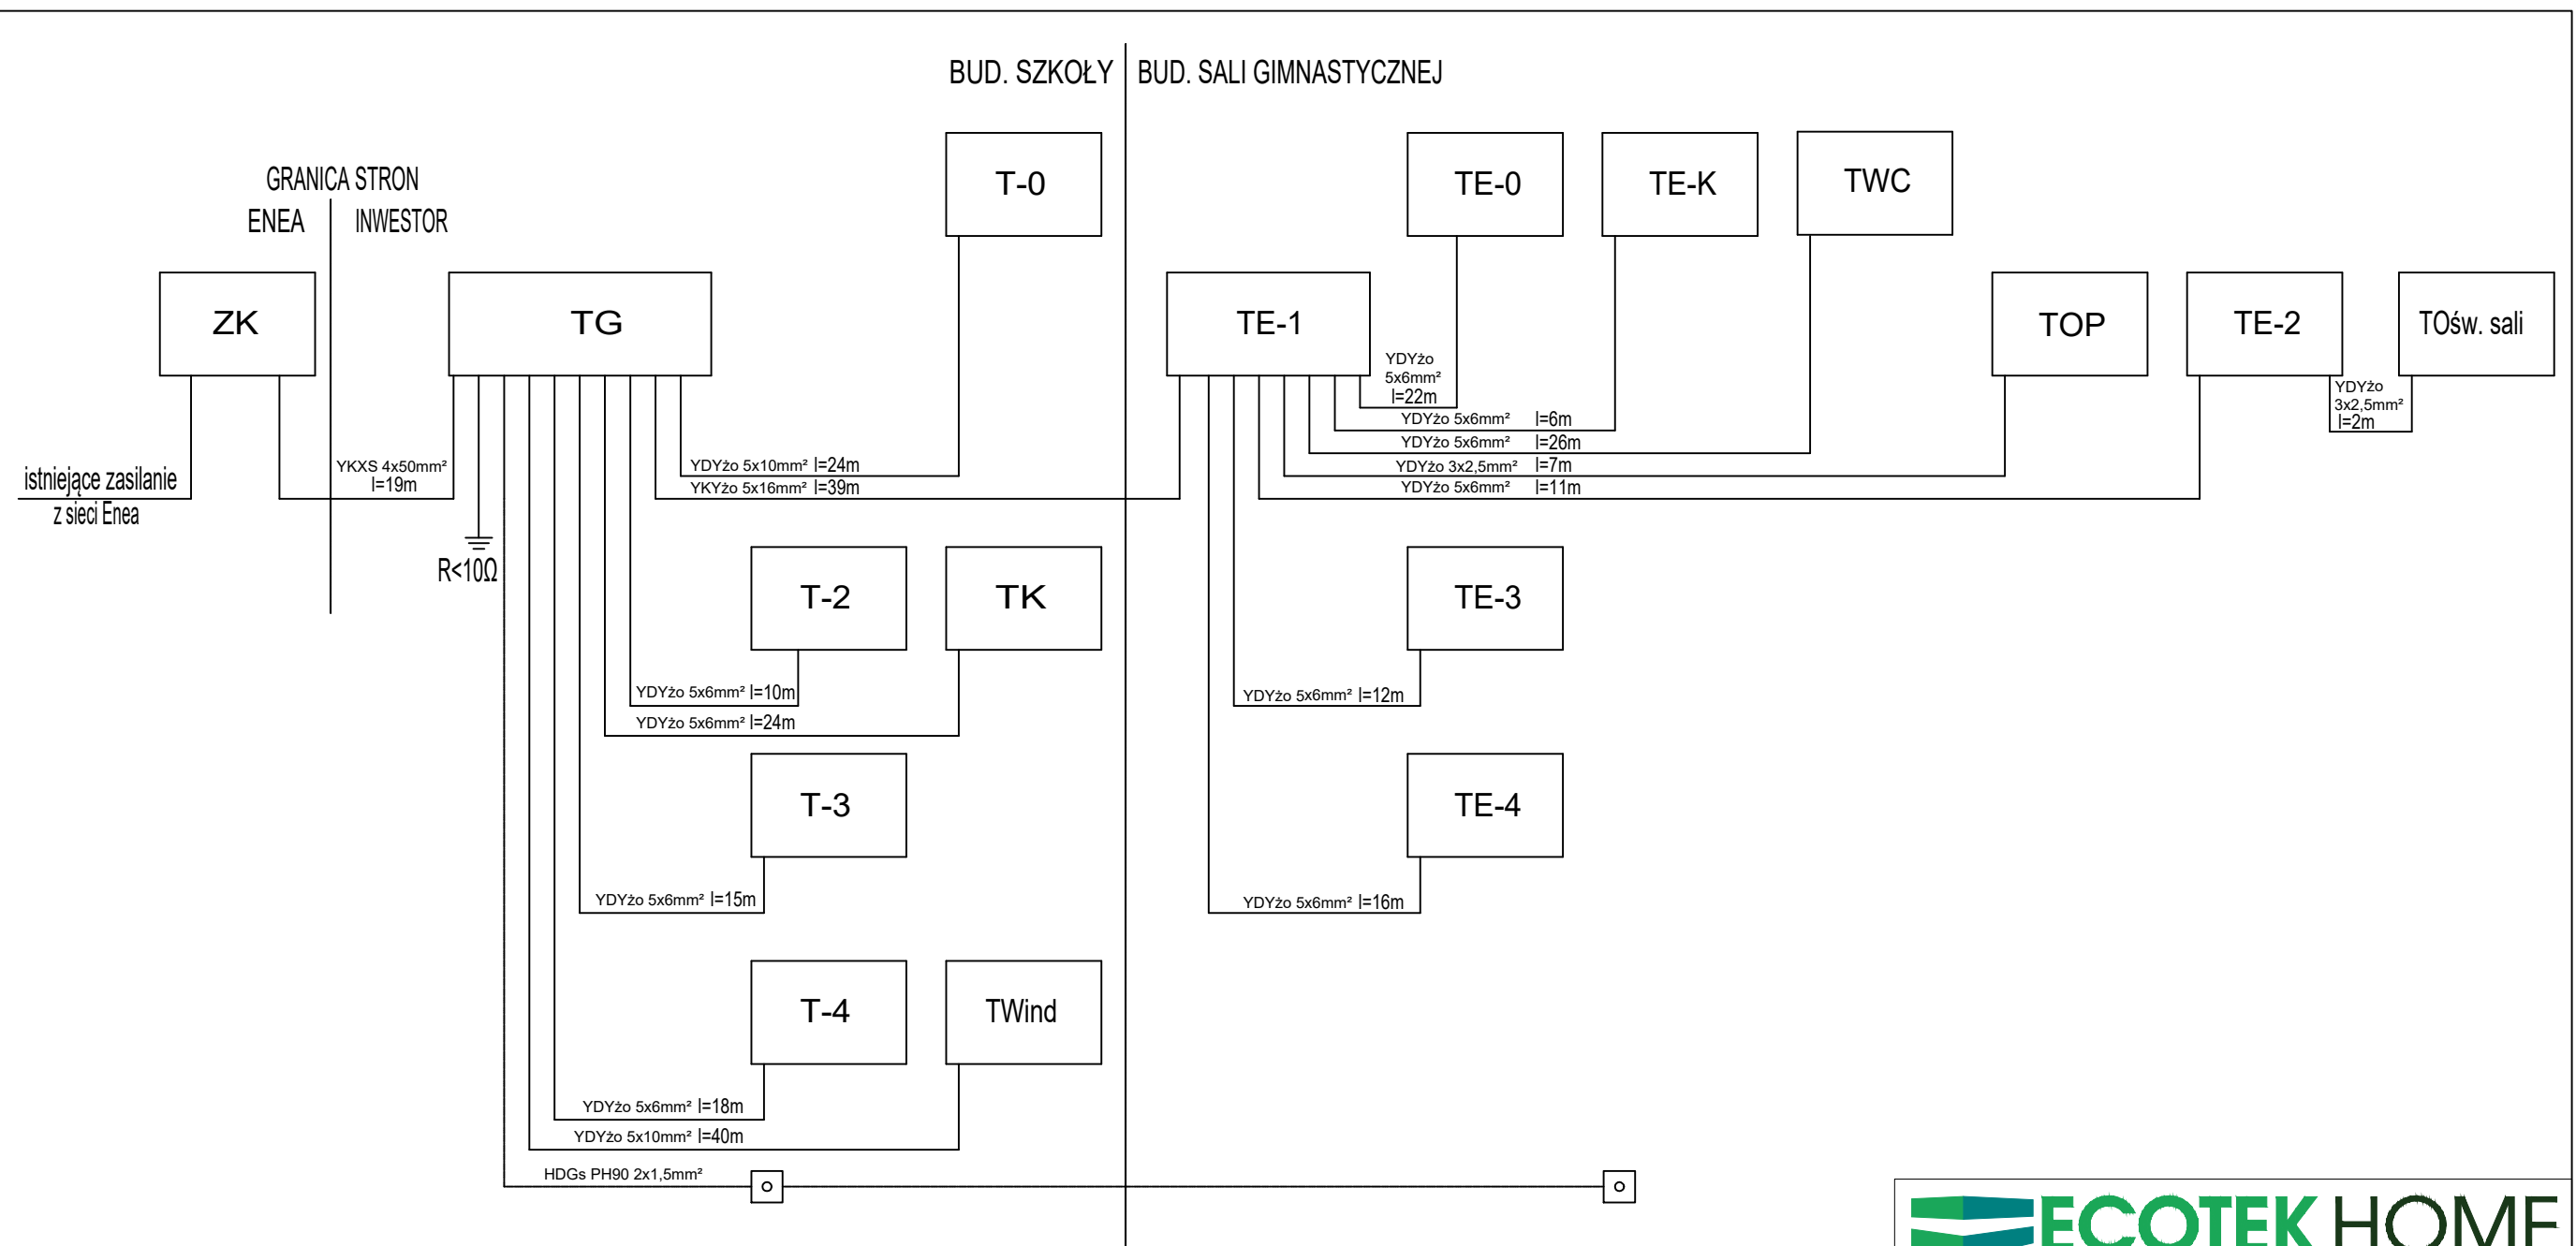 BUD. SZKOŁY
BUD. SALI GIMNASTYCZNEJ
GRANICA STRON
ENEA
INWESTOR
T-0
TE-0
TE-K
TWC
ZK
TG
TE-1
TOP
TE-2
TOśw. sali
YDYżo
5x6mm²
l=22m
YDYżo
3x2,5mm²
l=2m
YDYżo 5x6mm² l=6m
YDYżo 5x6mm² l=26m
YDYżo 3x2,5mm² l=7m
YDYżo 5x6mm² l=11m
YKXS 4x50mm²
l=19m
YDYżo 5x10mm² l=24m
YKYżo 5x16mm² l=39m
istniejące zasilanie
z sieci Enea
R<10Ω
T-2
TK
TE-3
YDYżo 5x6mm² l=10m
YDYżo 5x6mm² l=24m
YDYżo 5x6mm² l=12m
T-3
TE-4
YDYżo 5x6mm² l=15m
YDYżo 5x6mm² l=16m
T-4
TWind
YDYżo 5x6mm² l=18m
YDYżo 5x10mm² l=40m
HDGs PH90 2x1,5mm²
ECOTEK HOME